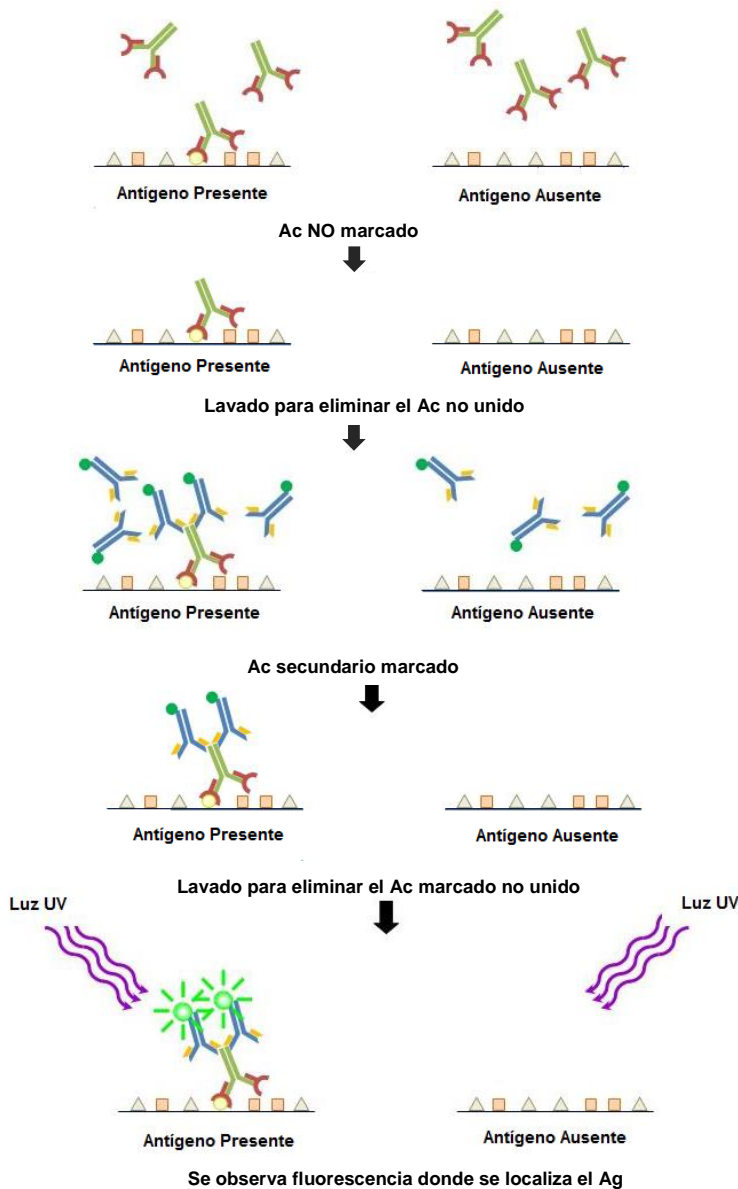 Antígeno Presente
Antígeno Ausente
Ac NO marcado
Antígeno Presente
Antígeno Ausente
Lavado para eliminar el Ac no unido
Antígeno Presente
Antígeno Ausente
Ac secundario marcado
Antígeno Presente
Antígeno Ausente
Lavado para eliminar el Ac marcado no unido
Luz UV
Luz UV
Antígeno Presente
Antígeno Ausente
Se observa fluorescencia donde se localiza el Ag